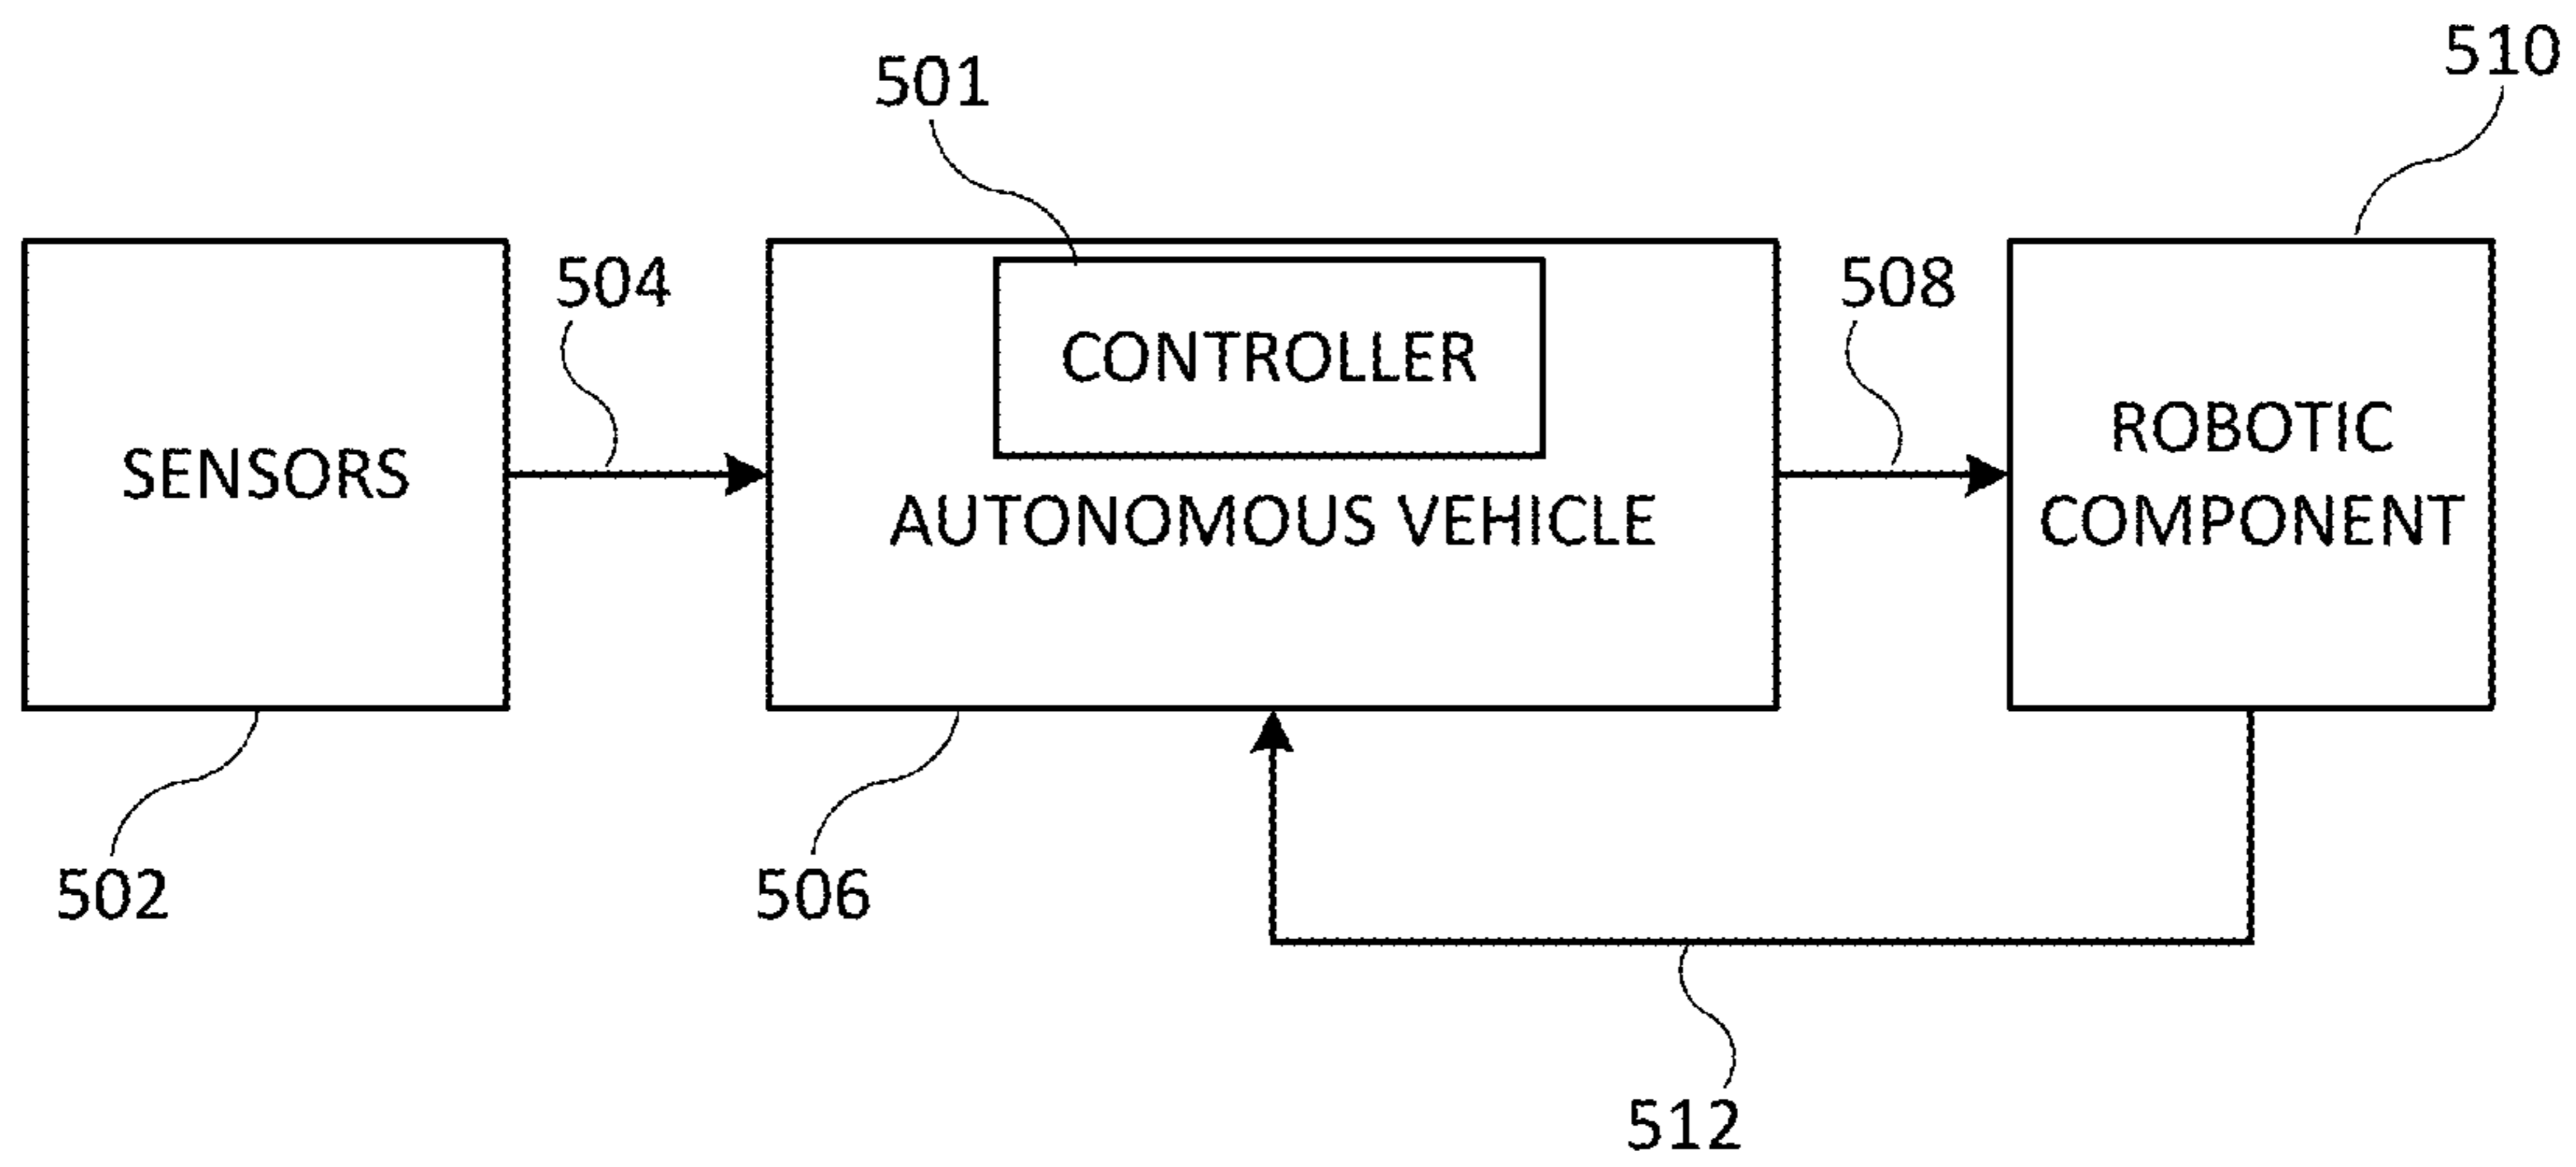 510
501
504
508
CONTROLLER
SENSORS
AUTONOMOUS VEHICLE
ROBOTIC
COMPONENT
502
506
512